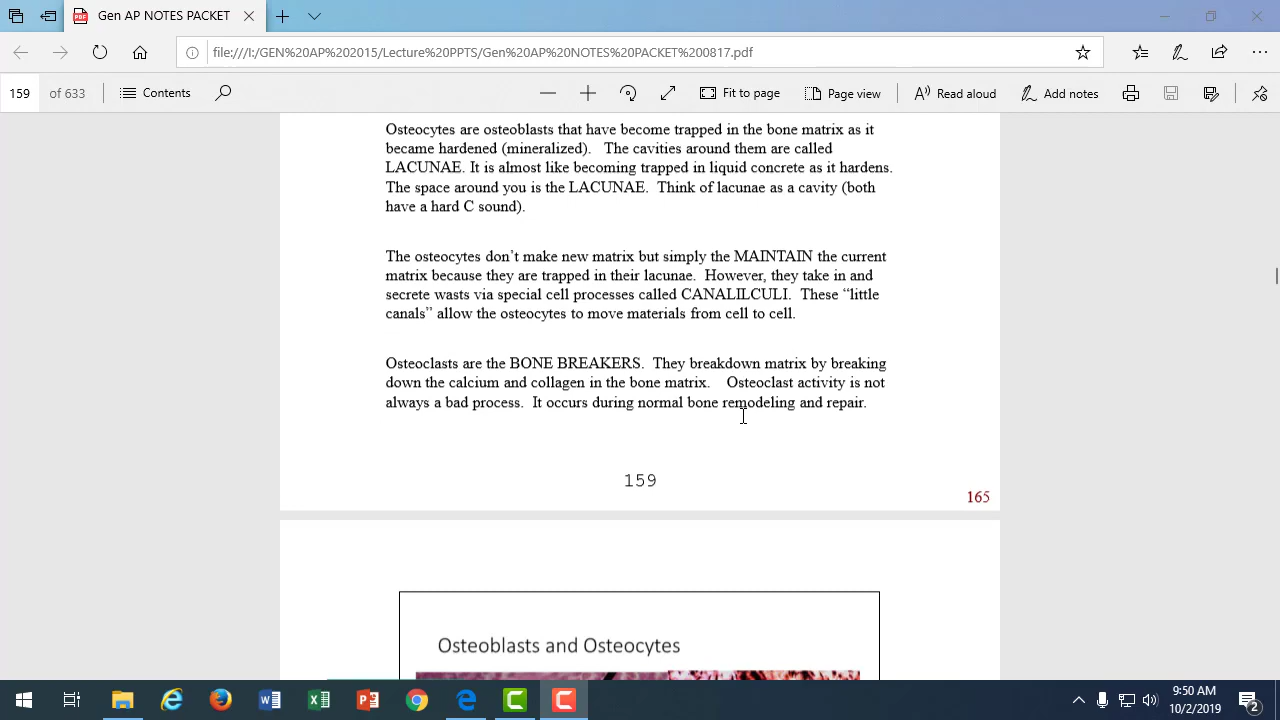 Gen AP NOTES PACKET
file:///I:/GEN%20AP%202015/Lecture%20PPTS/Gen%20AP%20NOTES%20PACKET%200817.pdf
159 of 633 Contents Fit to page Page view Read aloud Add notes
Osteocytes are osteoblasts that have become trapped in the bone matrix as it
became hardened (mineralized). The cavities around them are called
LACUNAE. It is almost like becoming trapped in liquid concrete as it hardens.
The space around you is the LACUNAE. Think of lacunae as a cavity (both
have a hard C sound).
The osteocytes don’t make new matrix but simply the MAINTAIN the current
matrix because they are trapped in their lacunae. However, they take in and
secrete wasts via special cell processes called CANALILCULI. These “little
canals” allow the osteocytes to move materials from cell to cell.
Osteoclasts are the BONE BREAKERS. They breakdown matrix by breaking
down the calcium and collagen in the bone matrix. Osteoclast activity is not
always a bad process. It occurs during normal bone remodeling and repair.
159
165
Osteoblasts and Osteocytes
9:50 AM
10/2/2019
2